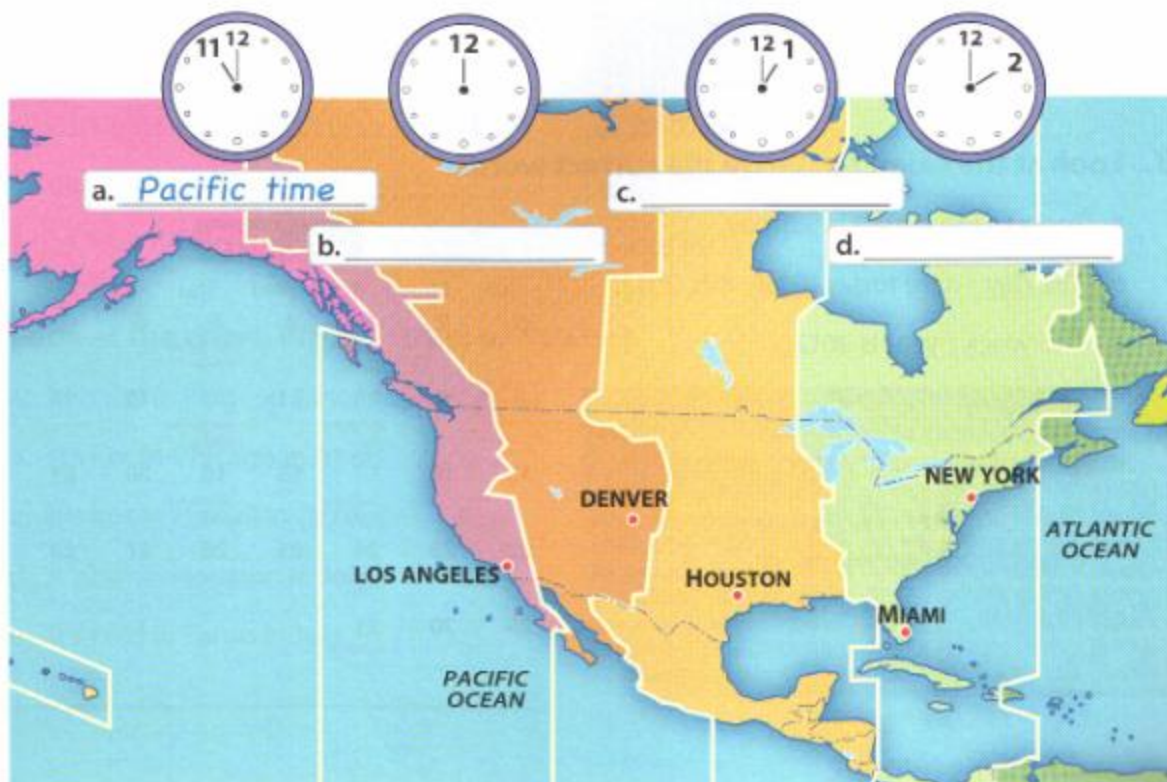 11 12
12
12 1
12
2
a. Pacific time
c.
b.
d.
NEW YORK
DENVER
ATLANTIC
OCEAN
LOS ANGELES
HOUSTON
MIAMI
PACIFIC
OCEAN